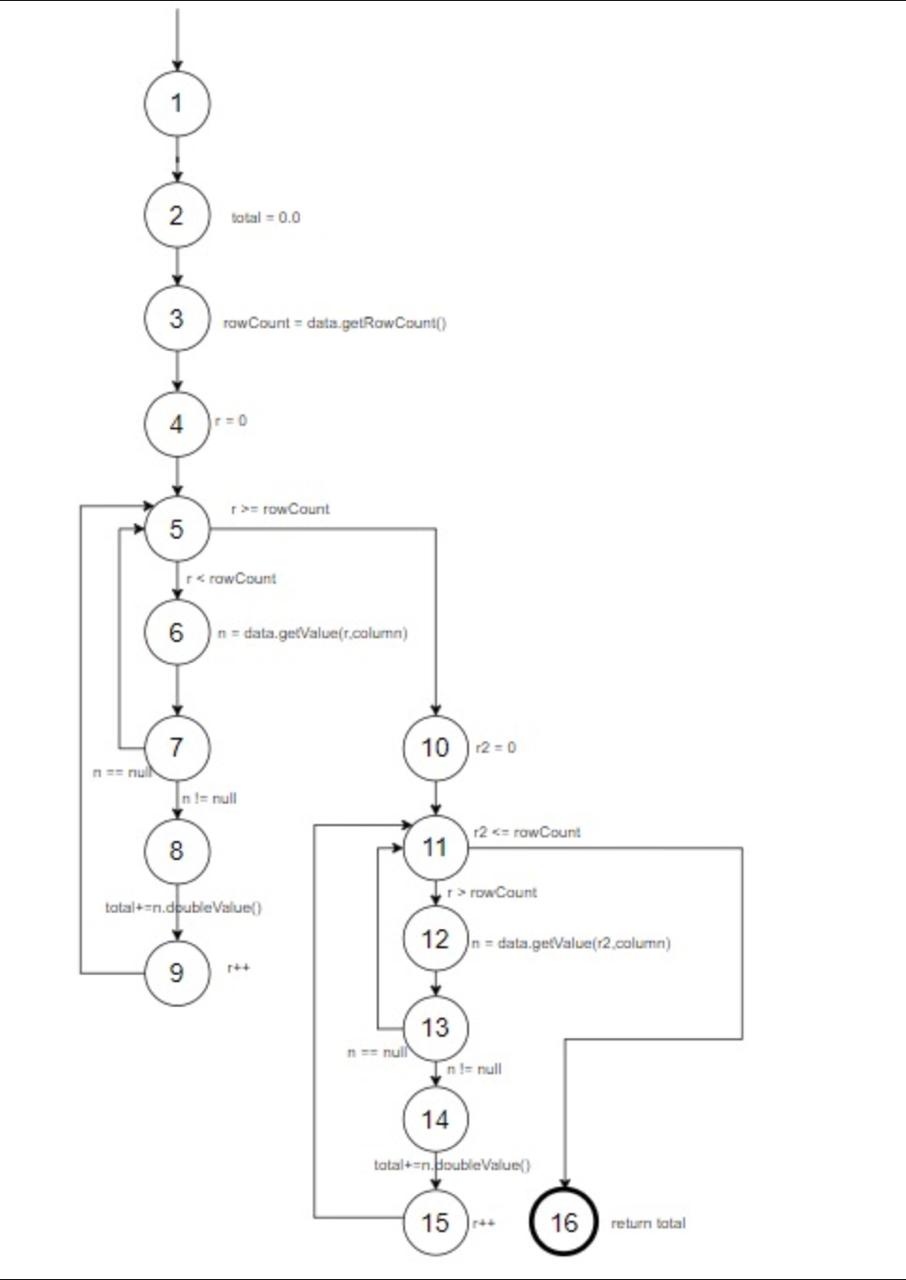 1
2
total = 0.0
3
rowCount = data.getRowCount()
4
r = 0
r >= rowCount
5
r < rowCount
6
n = data.getValue(r,column)
7
n == null
n != null
8
total+=n.doubleValue()
9
r++
10
r2 = 0
r2 <= rowCount
11
r > rowCount
12
n = data.getValue(r2,column)
13
n == null
n != null
14
total+=n.doubleValue()
15
r++
16
return total